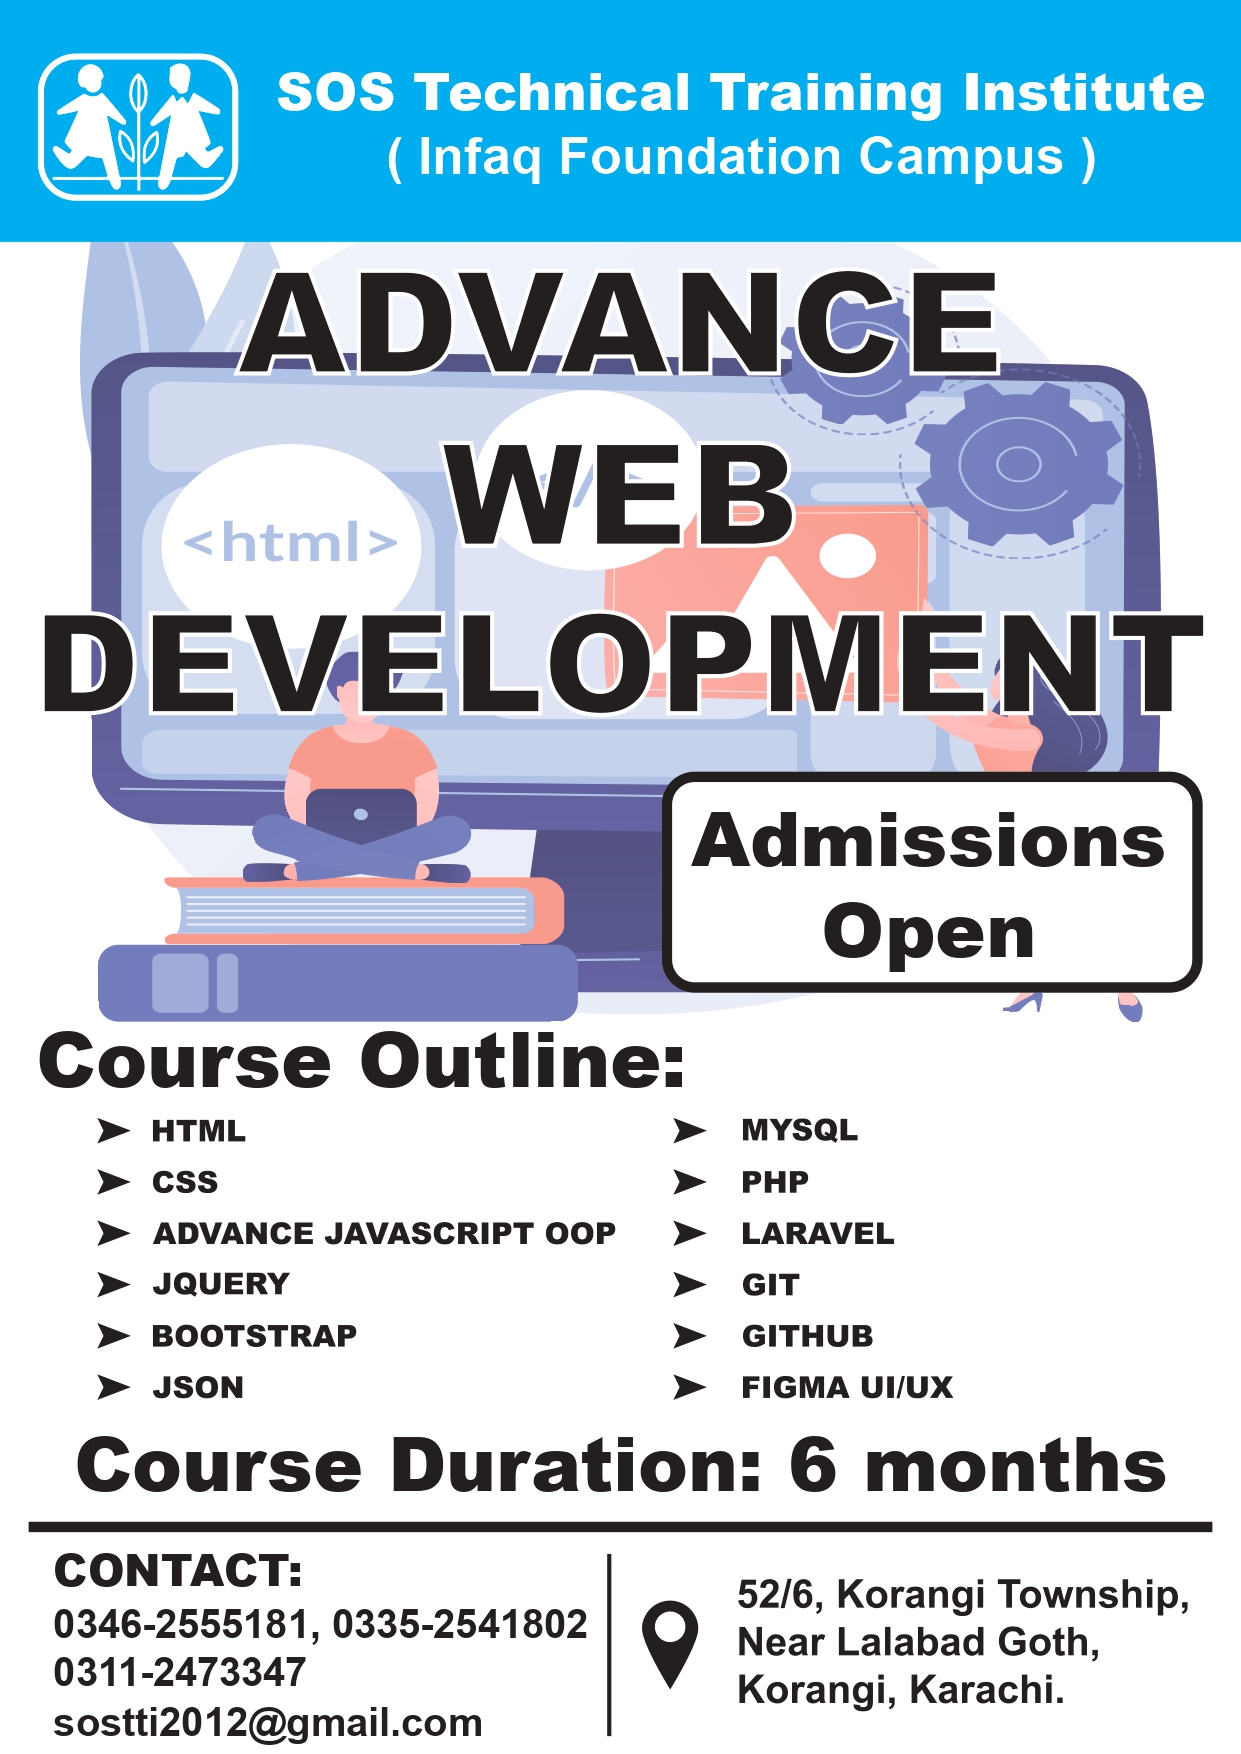 SOS Technical Training Institute
( Infaq Foundation Campus )
ADVANCE
WEB
DEVELOPMENT
<html>
Admissions
Open
Course Outline:
➤ HTML
➤ CSS
➤ ADVANCE JAVASCRIPT OOP
➤ JQUERY
➤ BOOTSTRAP
➤ JSON
➤ MYSQL
➤ PHP
➤ LARAVEL
➤ GIT
➤ GITHUB
➤ FIGMA UI/UX
Course Duration: 6 months
CONTACT:
0346-2555181, 0335-2541802
0311-2473347
sostti2012@gmail.com
52/6, Korangi Township,
Near Lalabad Goth,
Korangi, Karachi.